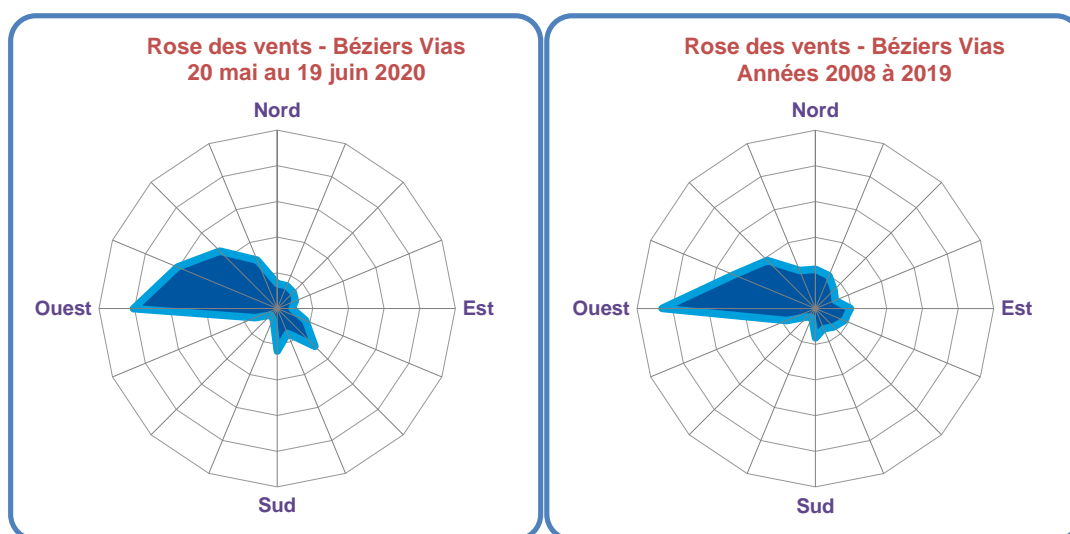 Rose des vents - Béziers Vias
20 mai au 19 juin 2020
Nord
Ouest
Est
Sud
Rose des vents - Béziers Vias
Années 2008 à 2019
Nord
Ouest
Est
Sud